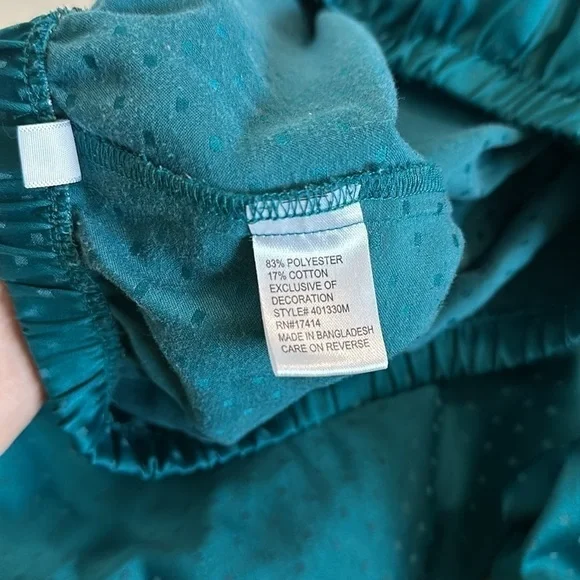 83% POLYESTER
17% COTTON
EXCLUSIVE OF
DECORATION
STYLE# 401330M
RN#17414
MADE IN BANGLADESH
CARE ON REVERSE